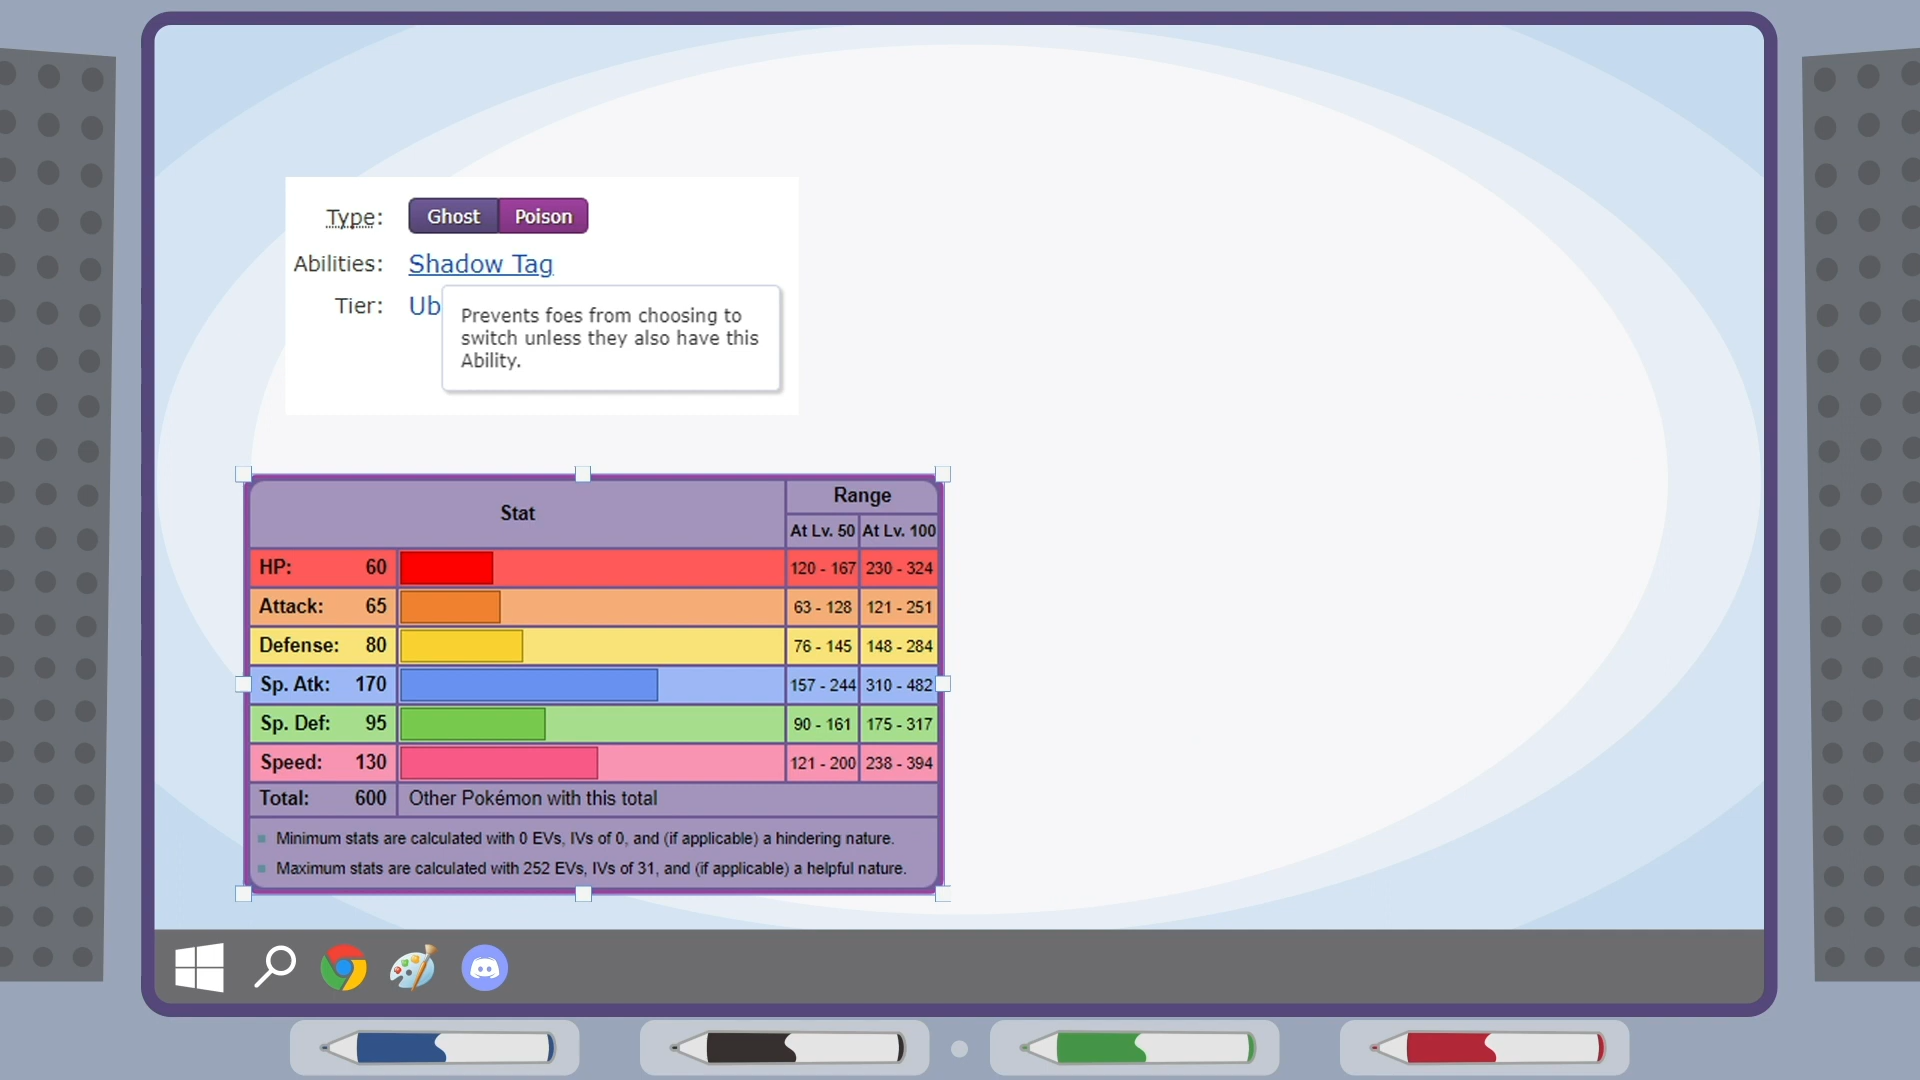 Type: Ghost Poison
Abilities: Shadow Tag
Tier: Ub
Prevents foes from choosing to
switch unless they also have this
Ability.
Stat Range
At Lv. 50 At Lv. 100
HP: 60 120 - 167 230 - 324
Attack: 65 63 - 128 121 - 251
Defense: 80 76 - 145 148 - 284
Sp. Atk: 170 157 - 244 310 - 482
Sp. Def: 95 90 - 161 175 - 317
Speed: 130 121 - 200 238 - 394
Total: 600 Other Pokémon with this total
Minimum stats are calculated with 0 EVs, IVs of 0, and (if applicable) a hindering nature.
Maximum stats are calculated with 252 EVs, IVs of 31, and (if applicable) a helpful nature.